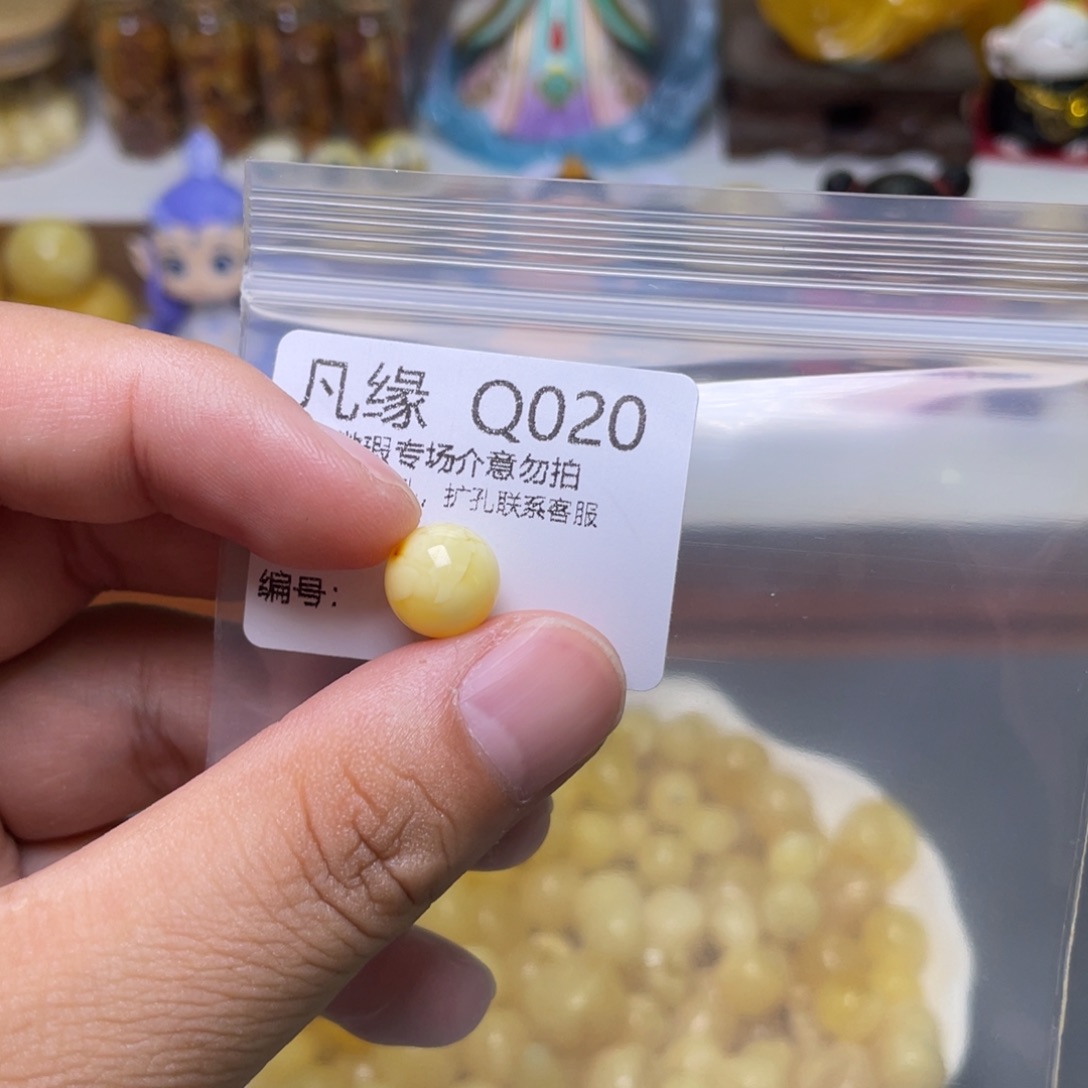 凡缘 Q020
瑕专场介意勿拍
，扩孔联系客服
编号：